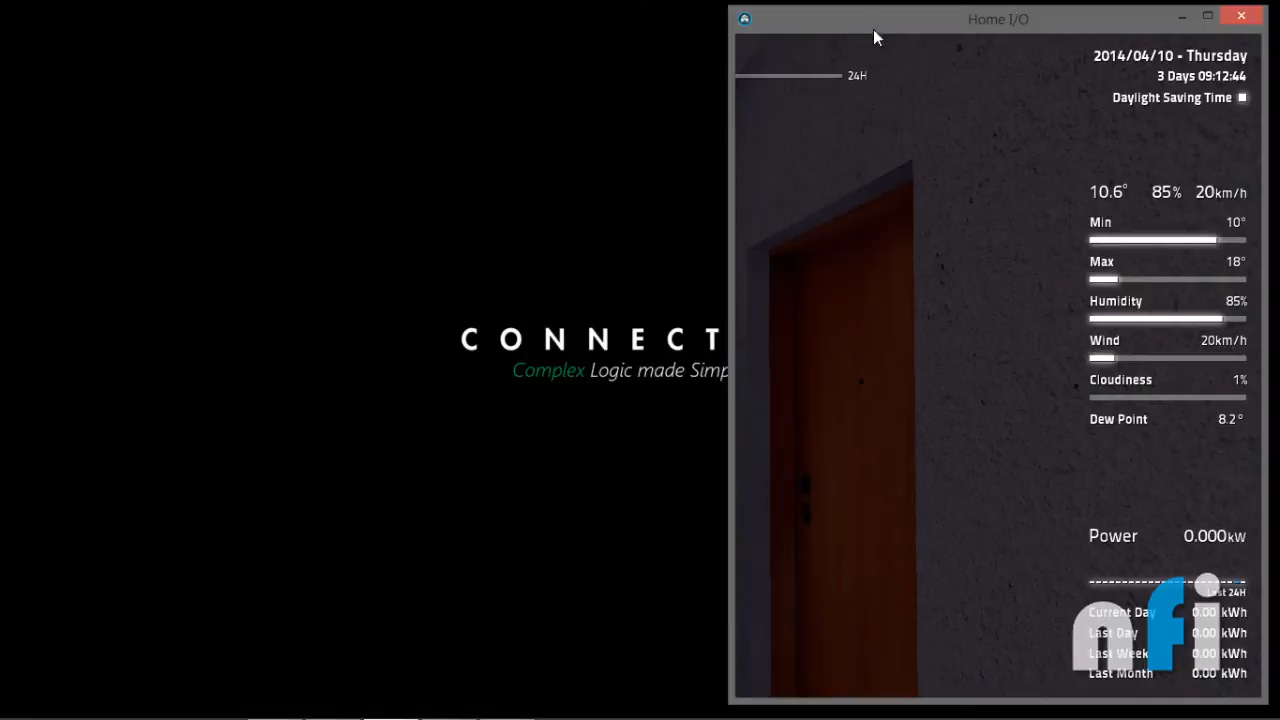 CONNECT
Complex Logic made Simp
Home I/O
24H
2014/04/10 - Thursday
3 Days 09:12:44
Daylight Saving Time
10.6° 85% 20km/h
Min 10°
Max 18°
Humidity 85%
Wind 20km/h
Cloudiness 1%
Dew Point 8.2°
Power 0.000kW
Last 24H
Current Day 0.00 kWh
Last Day 0.00 kWh
Last Week 0.00 kWh
Last Month 0.00 kWh
nfi